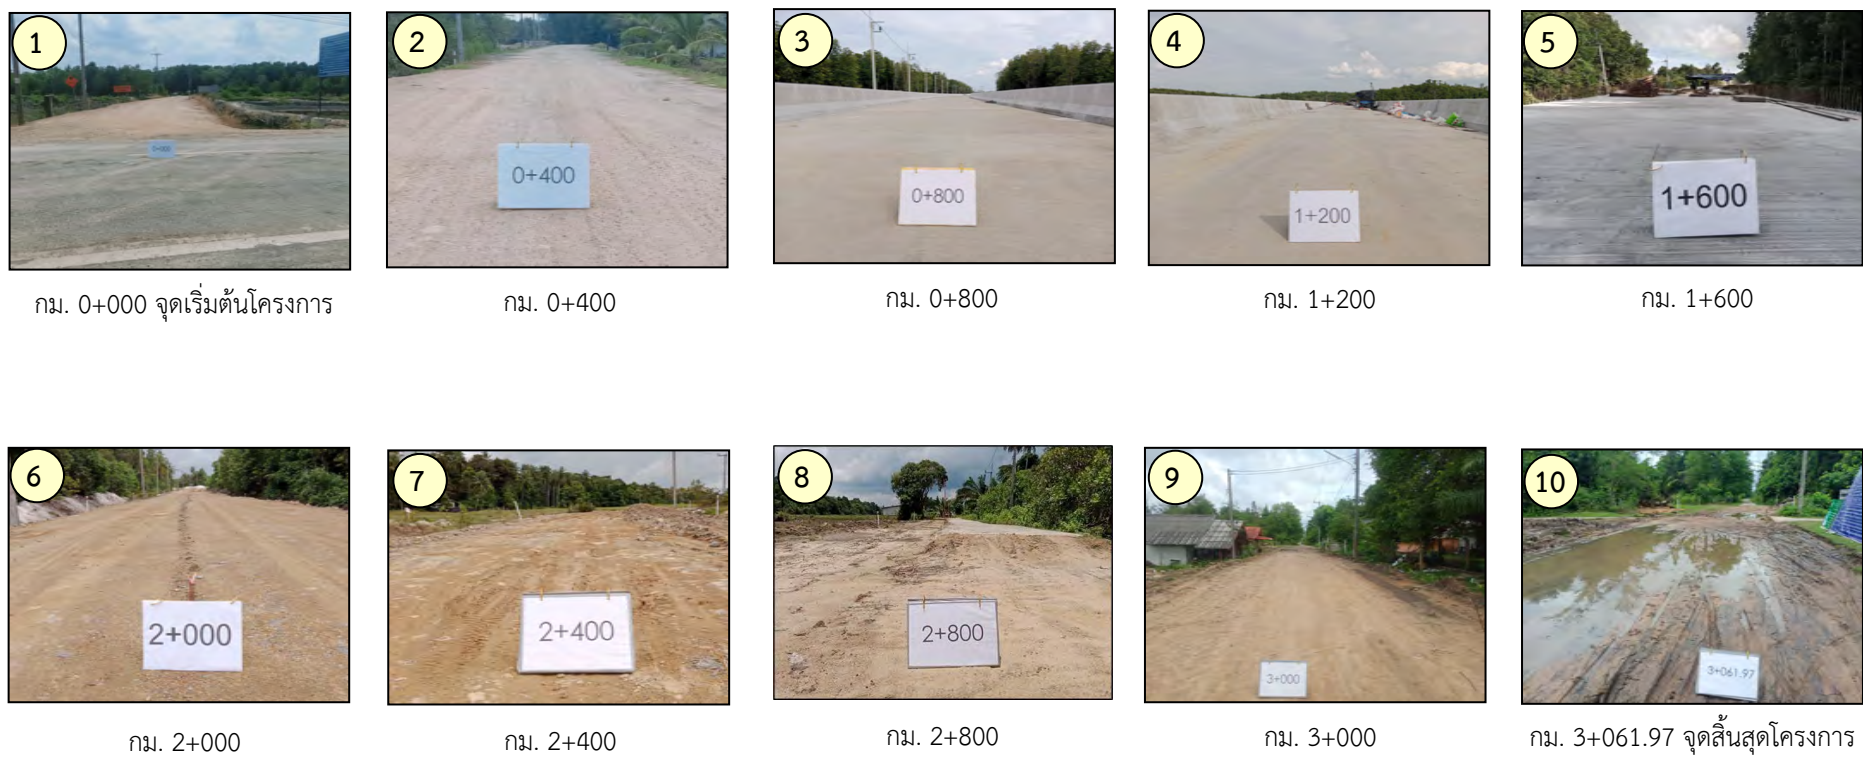 1
0+000
กม. 0+000 จุดเริ่มต้นโครงการ
2
0+400
กม. 0+400
3
0+800
กม. 0+800
4
1+200
กม. 1+200
5
1+600
กม. 1+600
6
2+000
กม. 2+000
7
2+400
กม. 2+400
8
2+800
กม. 2+800
9
3+000
กม. 3+000
10
3+061.97
กม. 3+061.97 จุดสิ้นสุดโครงการ